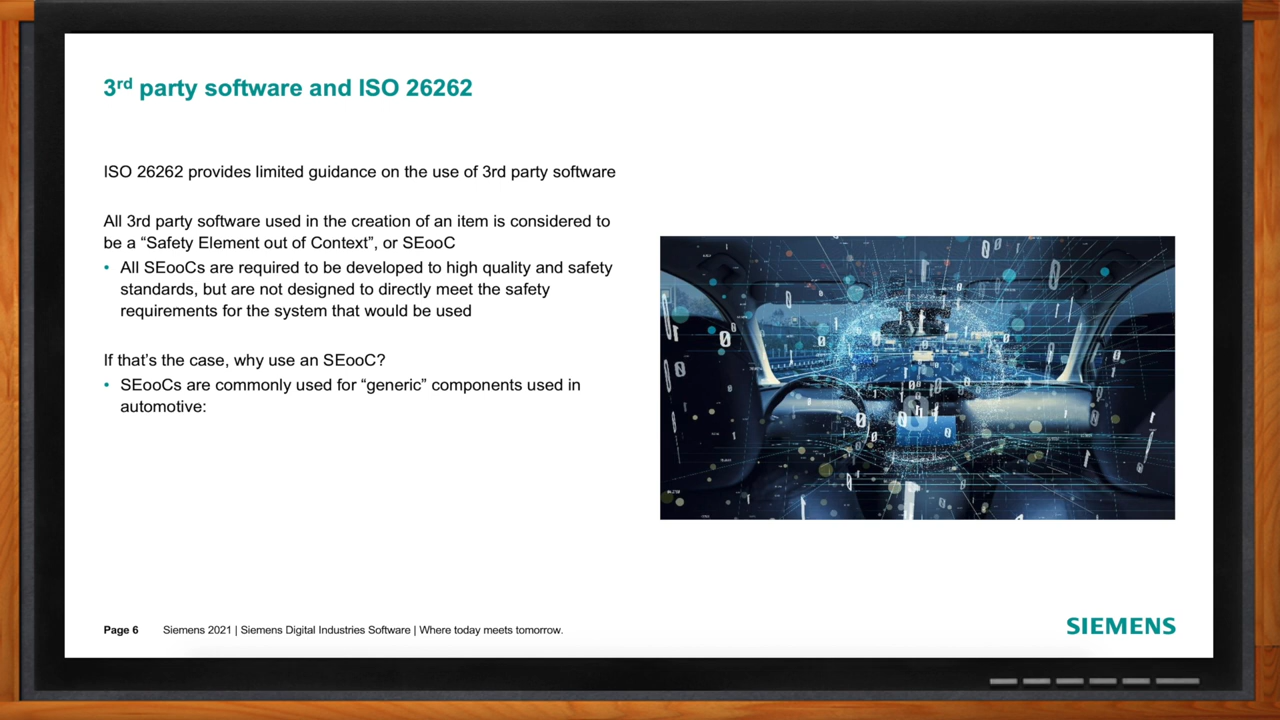 3rd party software and ISO 26262
ISO 26262 provides limited guidance on the use of 3rd party software
All 3rd party software used in the creation of an item is considered to
be a “Safety Element out of Context”, or SEooC
• All SEooCs are required to be developed to high quality and safety
standards, but are not designed to directly meet the safety
requirements for the system that would be used
If that’s the case, why use an SEooC?
• SEooCs are commonly used for “generic” components used in
automotive:
Page 6 Siemens 2021 | Siemens Digital Industries Software | Where today meets tomorrow.
SIEMENS